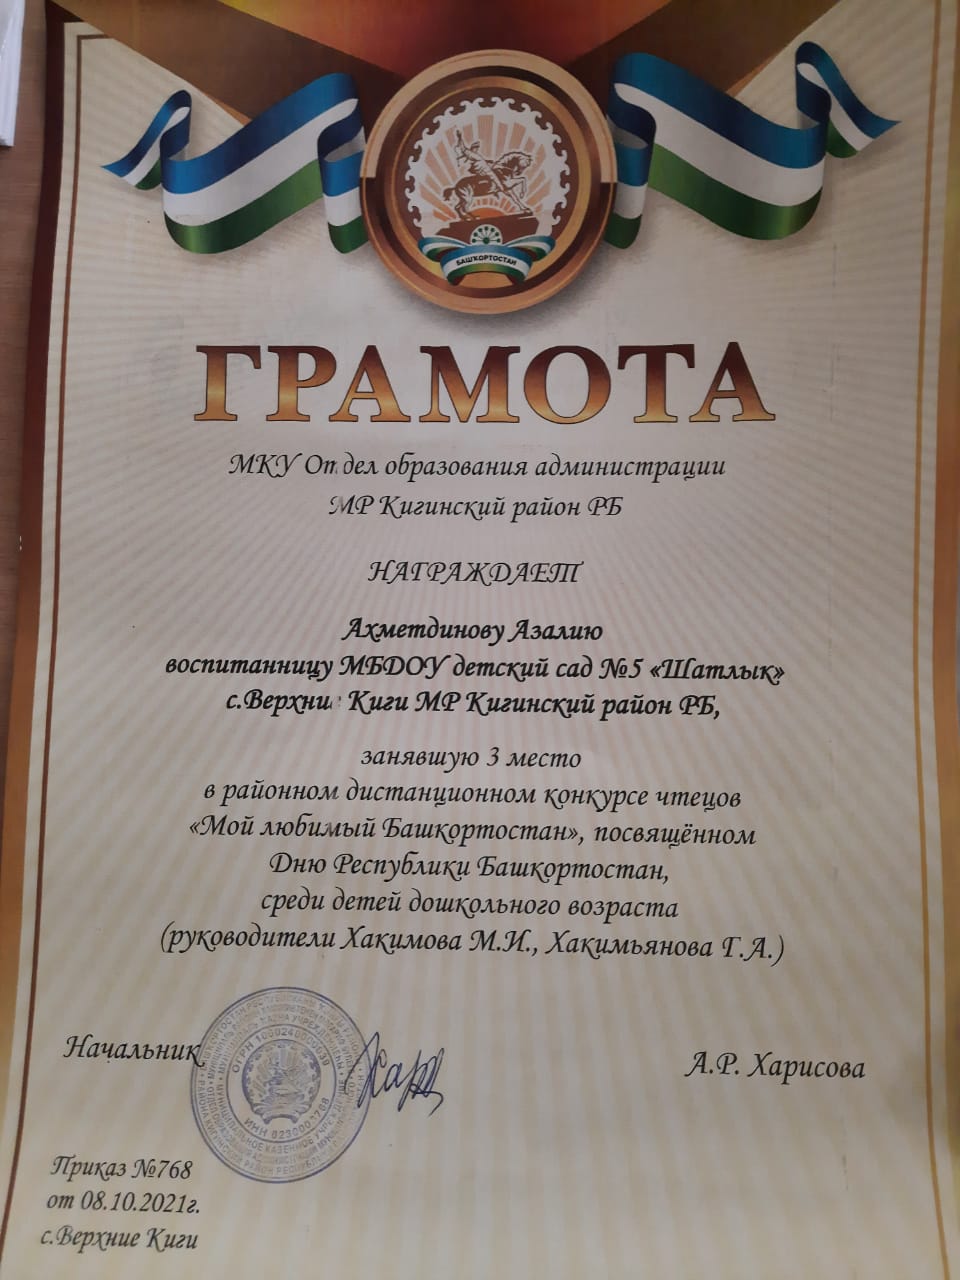 БАШҠОРТОСТАН
ГРАМОТА
МКУ Отдел образования администрации
МР Кигинский район РБ
НАГРАЖДАЕТ
Ахметдинову Азалию
воспитанницу МБДОУ детский сад №5 «Шатлык»
с.Верхние Киги МР Кигинский район РБ,
занявшую 3 место
в районном дистанционном конкурсе чтецов
«Мой любимый Башкортостан», посвящённом
Дню Республики Башкортостан,
среди детей дошкольного возраста
(руководители Хакимова М.И., Хакимьянова Г.А.)
Начальник
А.Р. Харисова
Приказ №768
от 08.10.2021г.
с.Верхние Киги